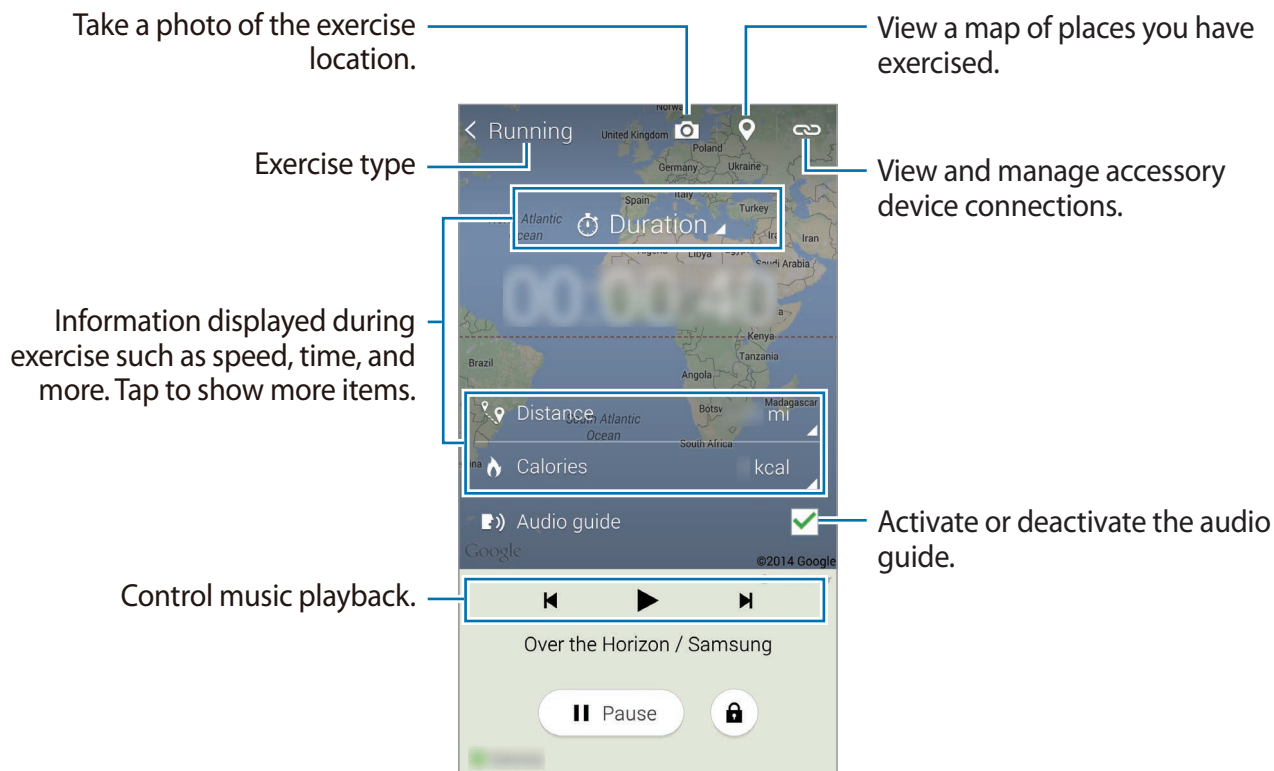 Take a photo of the exercise
location.
View a map of places you have
exercised.
Exercise type
View and manage accessory
device connections.
Information displayed during
exercise such as speed, time, and
more. Tap to show more items.
Activate or deactivate the audio
guide.
Control music playback.
Running
United Kingdom
Poland
Germany
Ukraine
Spain
Italy
Turkey
Atlantic
Duration
Iran
Libya
Saudi Arabia
00:00:40
Kenya
Brazil
Tanzania
Angola
Madagascar
Distance
mi
South Atlantic
Ocean
South Africa
Calories
kcal
Audio guide
Google
©2014 Google
Over the Horizon / Samsung
Pause